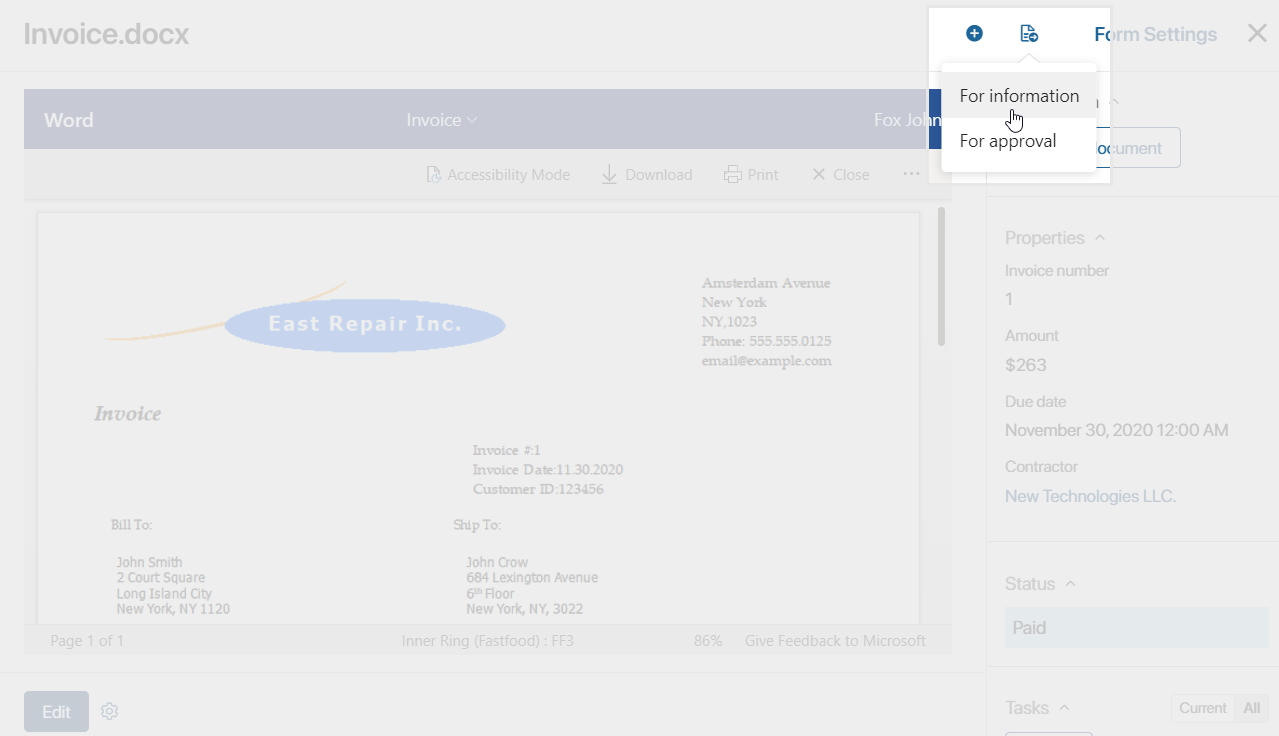 Invoice.docx
Form Settings
Word
Invoice
Fox John
For information
For approval
ocument
Accessibility Mode
Download
Print
Close
East Repair Inc.
Amsterdam Avenue
New York
NY,1023
Phone: 555.555.0125
email@example.com
Invoice
Invoice #:1
Invoice Date:11.30.2020
Customer ID:123456
Bill To:
Ship To:
John Smith
2 Court Square
Long Island City
New York, NY 1120
John Crow
684 Lexington Avenue
6th Floor
New York, NY, 3022
Page 1 of 1
Inner Ring (Fastfood) : FF3
86%
Give Feedback to Microsoft
Edit
Properties
Invoice number
1
Amount
$263
Due date
November 30, 2020 12:00 AM
Contractor
New Technologies LLC.
Status
Paid
Tasks
Current
All